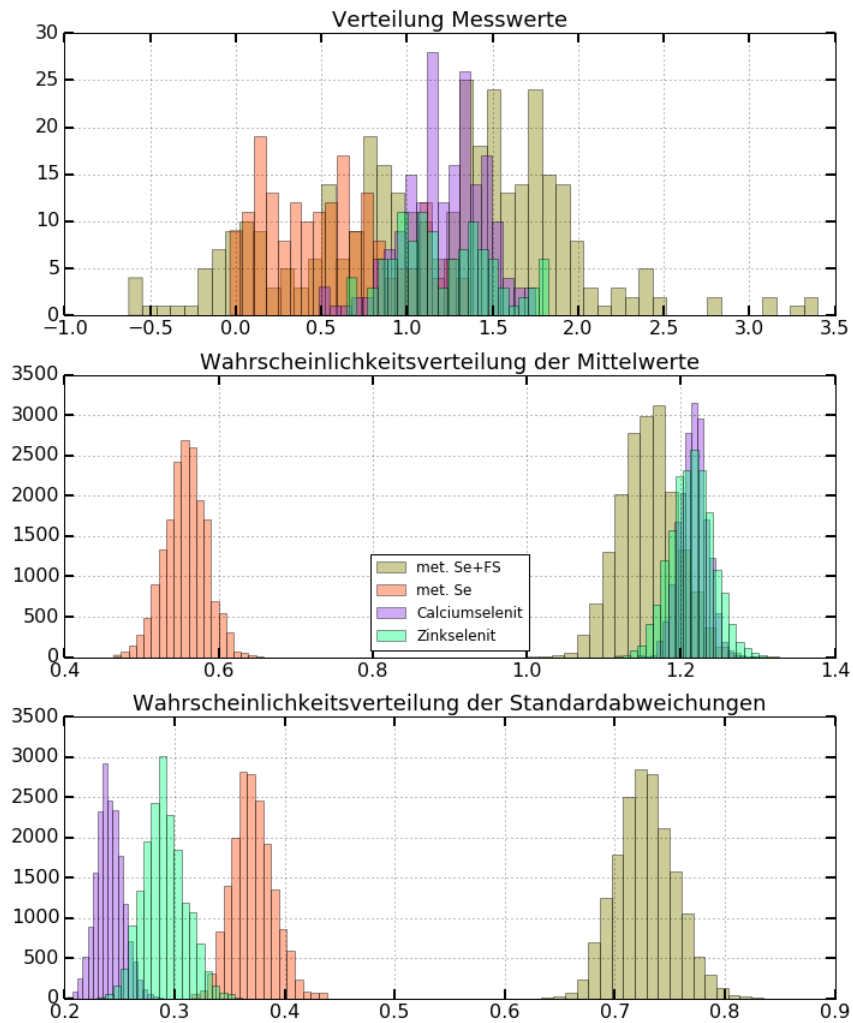 Verteilung Messwerte
30
25
20
15
10
5
0
-1.0 -0.5 0.0 0.5 1.0 1.5 2.0 2.5 3.0 3.5
Wahrscheinlichkeitsverteilung der Mittelwerte
3500
3000
2500
2000
1500
1000
500
0
met. Se+FS
met. Se
Calciumselenit
Zinkselenit
0.4 0.6 0.8 1.0 1.2 1.4
Wahrscheinlichkeitsverteilung der Standardabweichungen
3500
3000
2500
2000
1500
1000
500
0
0.2 0.3 0.4 0.5 0.6 0.7 0.8 0.9